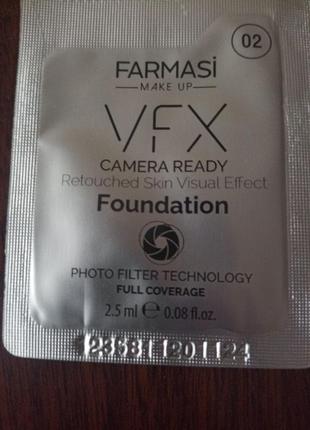 02
FARMASİ
MAKE UP
VFX
CAMERA READY
Retouched Skin Visual Effect
Foundation
PHOTO FILTER TECHNOLOGY
FULL COVERAGE
2.5 ml ℮ 0.08 fl.oz.